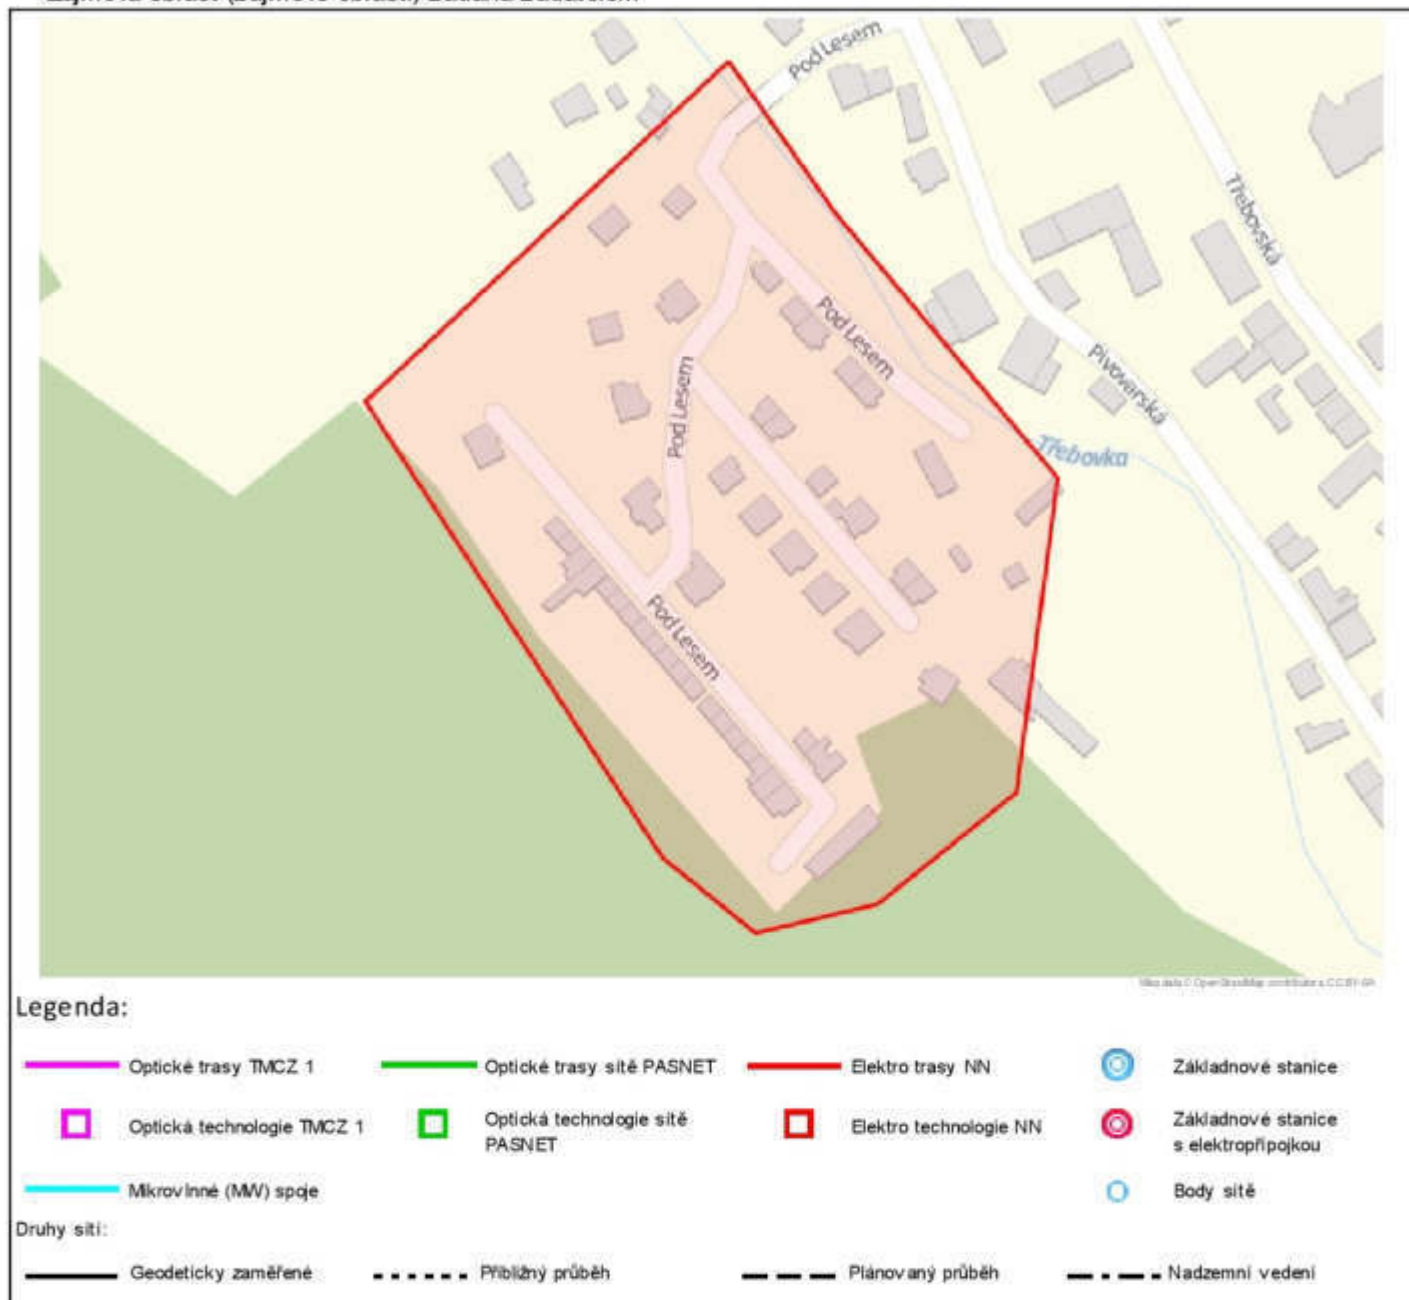 Pod Lesem
Třebovská
Pod Lesem
Pivovarská
Pod Lesem
Třebovka
Pod Lesem
Legenda:
Optické trasy TMCZ 1
Optické trasy sítě PASNET
Elektro trasy NN
Základnové stanice
Optická technologie TMCZ 1
Optická technologie sítě
PASNET
Elektro technologie NN
Základnové stanice
s elektropřípojkou
Mikrovlnné (MW) spoje
Body sítě
Druhy sítí:
Geodeticky zaměřené
Přibližný průběh
Plánovaný průběh
Nadzemní vedení